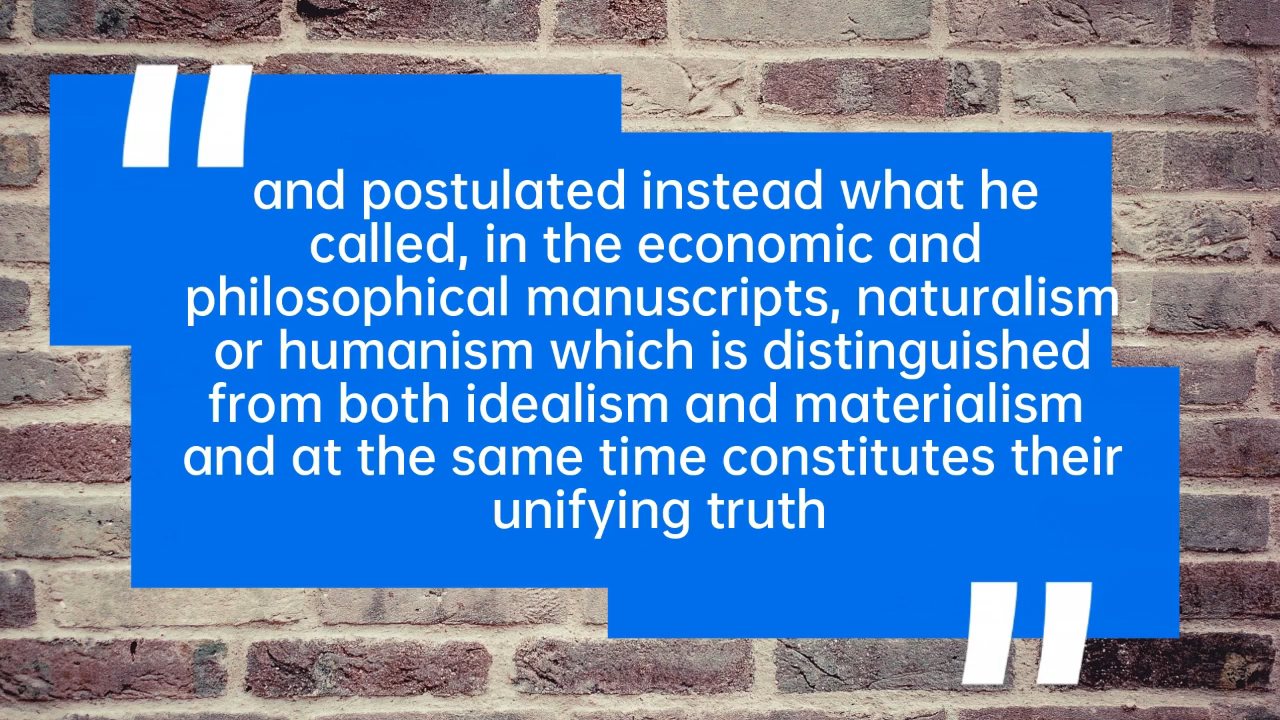 and postulated instead what he
called, in the economic and
philosophical manuscripts, naturalism
or humanism which is distinguished
from both idealism and materialism
and at the same time constitutes their
unifying truth